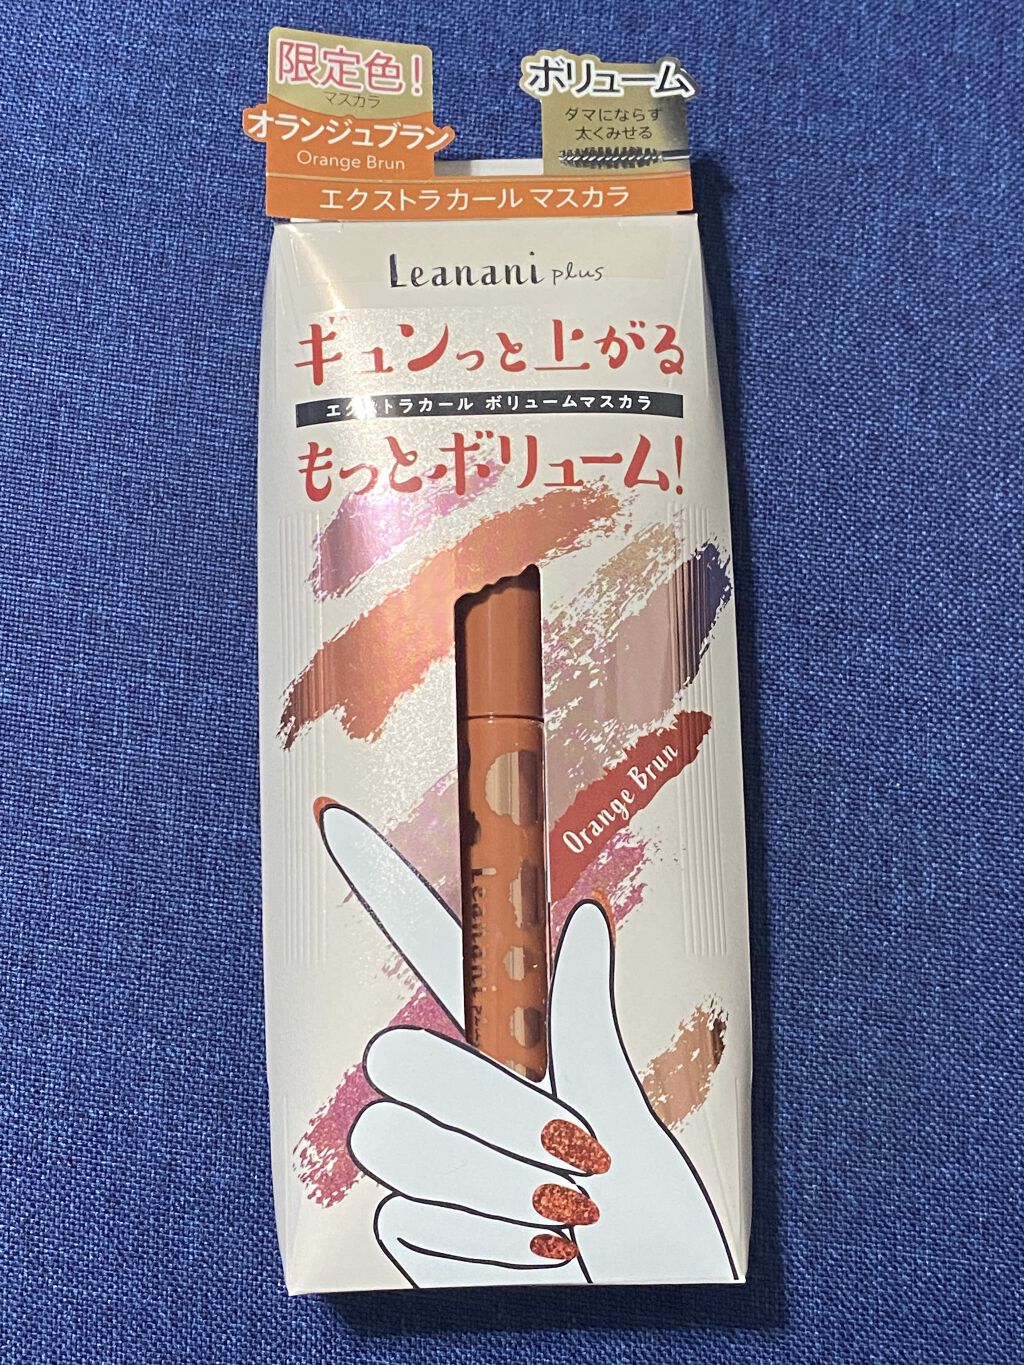 限定色!
マスカラ
オランジュブラン
Orange Brun
ボリューム
ダマにならず
太くみせる
エクストラカール マスカラ
Leanani plus
ギュンっと上がる
エクストラカール ボリュームマスカラ
もっとボリューム!
Orange Brun
Leanani plus